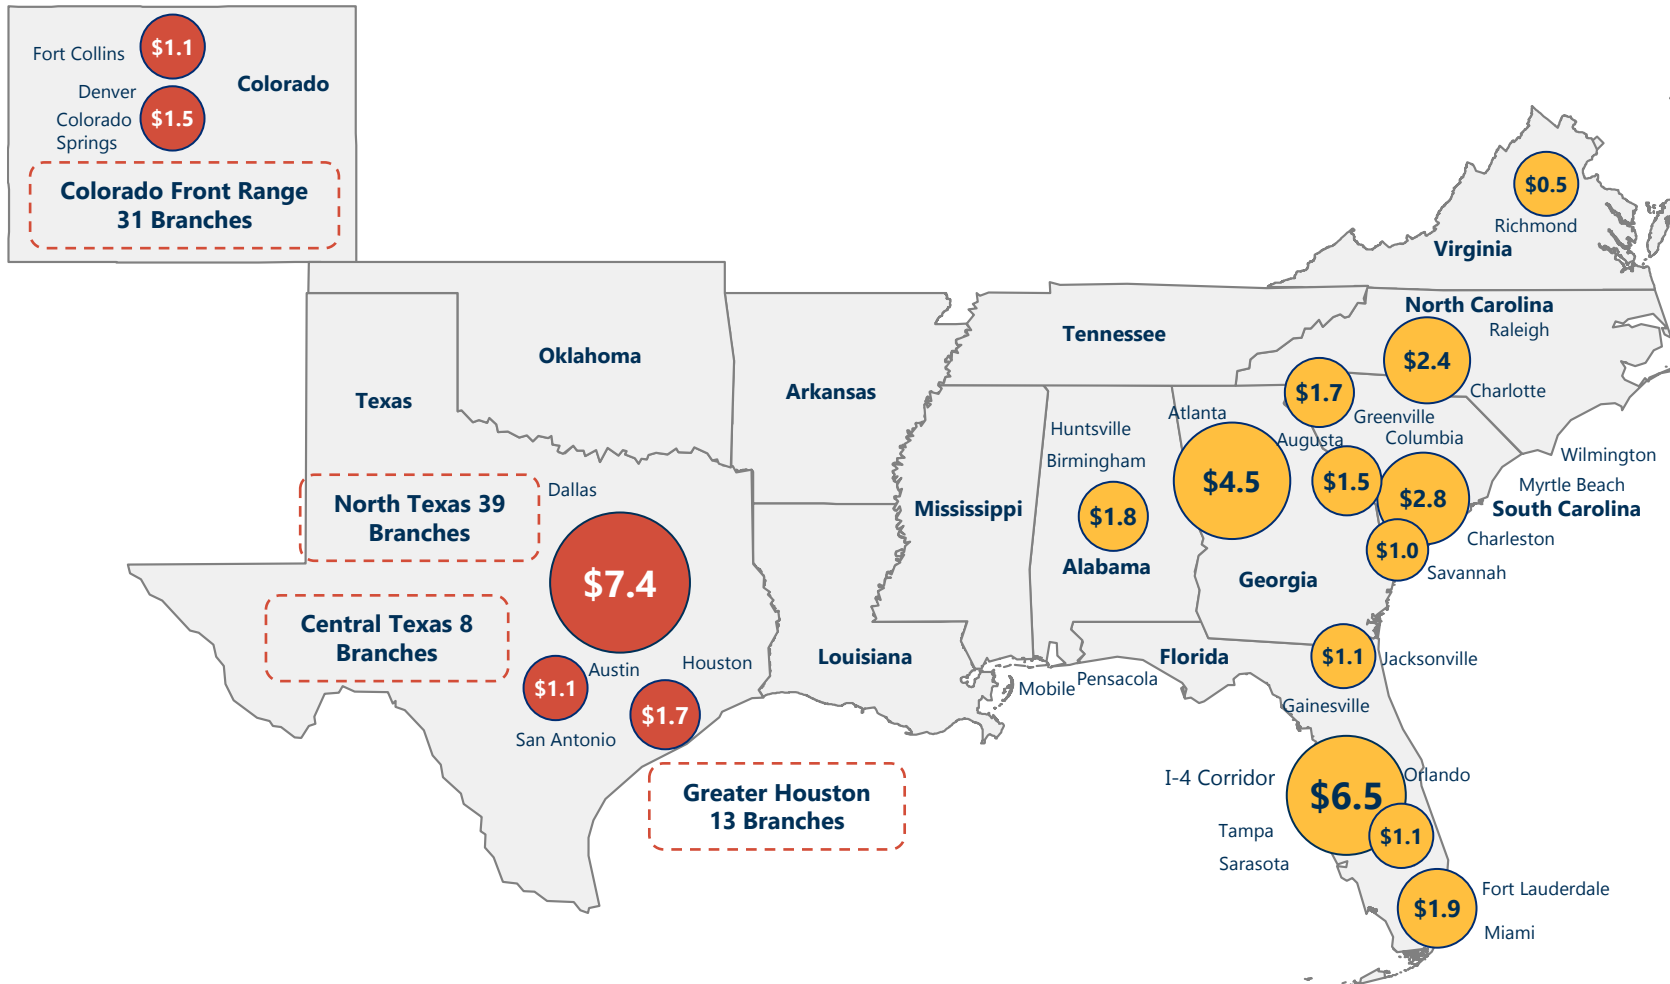 $1.1
Fort Collins
Colorado
Denver
$1.5
Colorado
Springs
Colorado Front Range
31 Branches
$0.5
Richmond
Virginia
North Carolina
Raleigh
Tennessee
Oklahoma
$2.4
Charlotte
Arkansas
Texas
$1.7
Greenville
Atlanta
Huntsville
Augusta
Columbia
Birmingham
Wilmington
$4.5
$1.5
Myrtle Beach
Dallas
North Texas 39
Branches
$2.8
South Carolina
Mississippi
$1.8
Charleston
$1.0
Alabama
Savannah
Georgia
$7.4
Central Texas 8
Branches
Louisiana
Florida
$1.1
Jacksonville
Austin
Houston
Mobile
Pensacola
$1.1
Gainesville
$1.7
San Antonio
Greater Houston
13 Branches
I-4 Corridor
Orlando
$6.5
Tampa
$1.1
Sarasota
Fort Lauderdale
$1.9
Miami